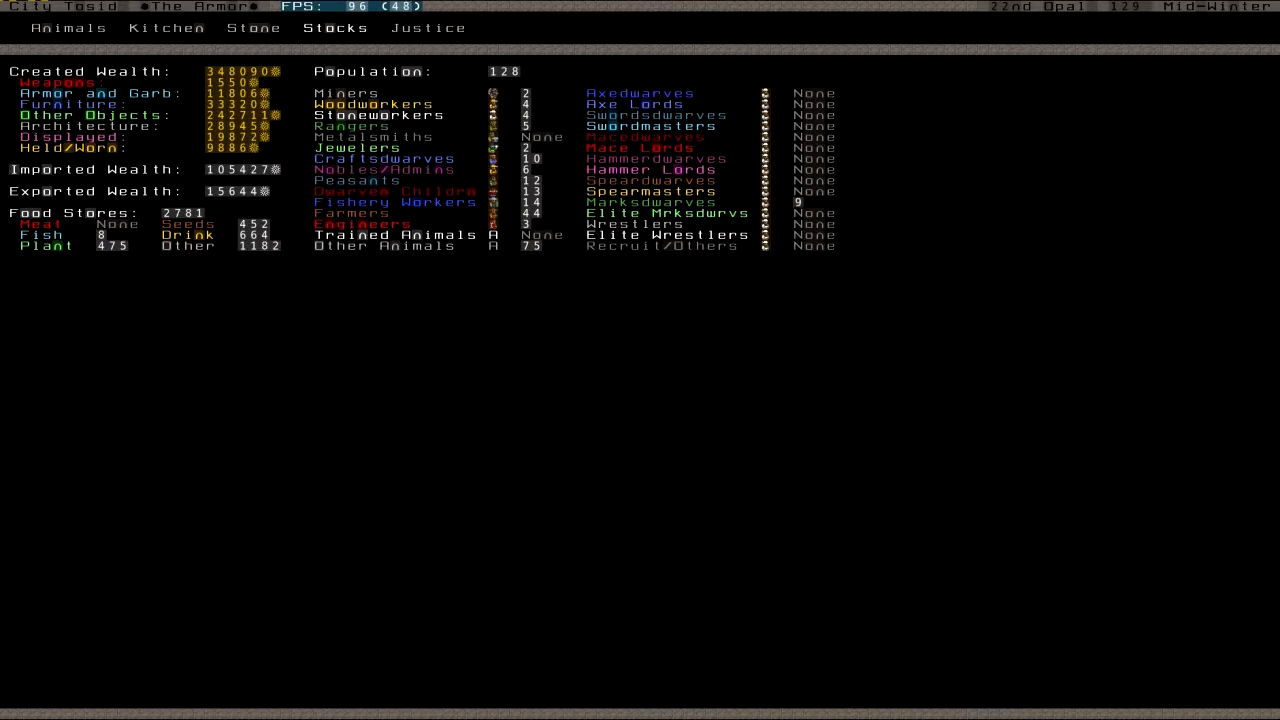 City Tosid •The Armor• FPS: 96 (48) 22nd Opal 129 Mid-Winter
Animals Kitchen Stone Stocks Justice
Created Wealth: 348090☼ Population: 128
Weapons: 1550☼
Armor and Garb: 11806☼ Miners 2 Axedwarves None
Furniture: 33320☼ Woodworkers 4 Axe Lords None
Other Objects: 242711☼ Stoneworkers 4 Swordsdwarves None
Architecture: 28945☼ Rangers 5 Swordmasters None
Displayed: 19872☼ Metalsmiths None Macedwarves None
Held/Worn: 9886☼ Jewelers 2 Mace Lords None
Craftsdwarves 10 Hammerdwarves None
Imported Wealth: 105427☼ Nobles/Admins 6 Hammer Lords None
Peasants 12 Speardwarves None
Exported Wealth: 15644☼ Dwarven Childrn 13 Spearmasters None
Fishery Workers 14 Marksdwarves 9
Food Stores: 2781 Farmers 44 Elite Mrksdwrvs None
Meat None Seeds 452 Engineers 3 Wrestlers None
Fish 8 Drink 664 Trained Animals A None Elite Wrestlers None
Plant 475 Other 1182 Other Animals A 75 Recruit/Others None